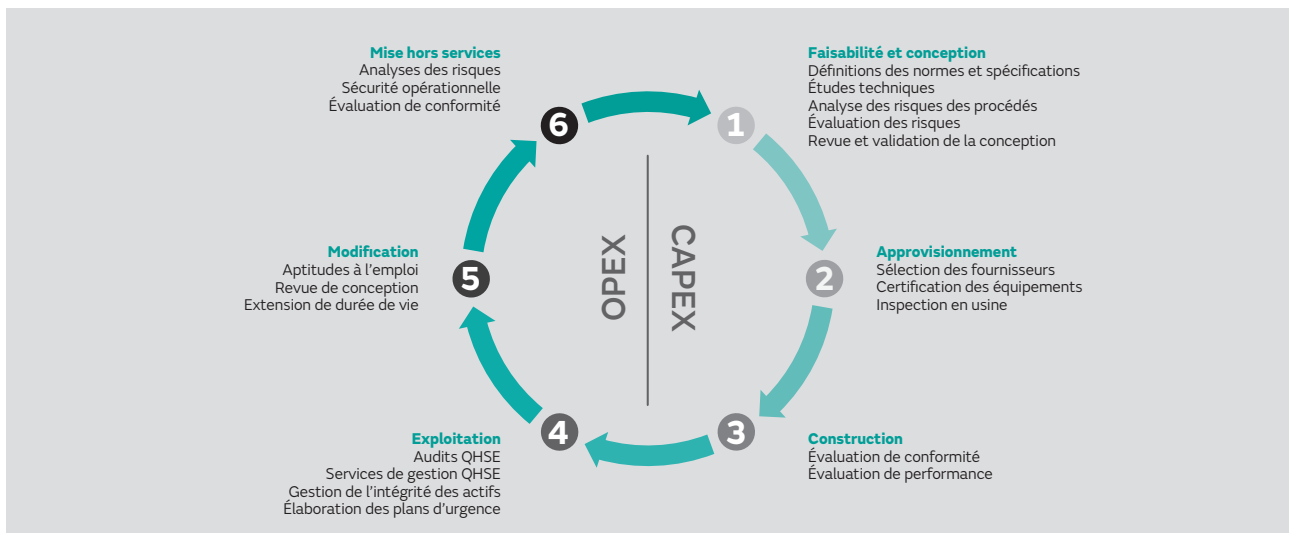 Mise hors services
Analyses des risques
Sécurité opérationnelle
Évaluation de conformité
6
1
Faisabilité et conception
Définitions des normes et spécifications
Études techniques
Analyse des risques des procédés
Évaluation des risques
Revue et validation de la conception
Modification
Aptitudes à l'emploi
Revue de conception
Extension de durée de vie
5
OPEX
CAPEX
2
Approvisionnement
Sélection des fournisseurs
Certification des équipements
Inspection en usine
Exploitation
Audits QHSE
Services de gestion QHSE
Gestion de l'intégrité des actifs
Élaboration des plans d'urgence
4
3
Construction
Évaluation de conformité
Évaluation de performance